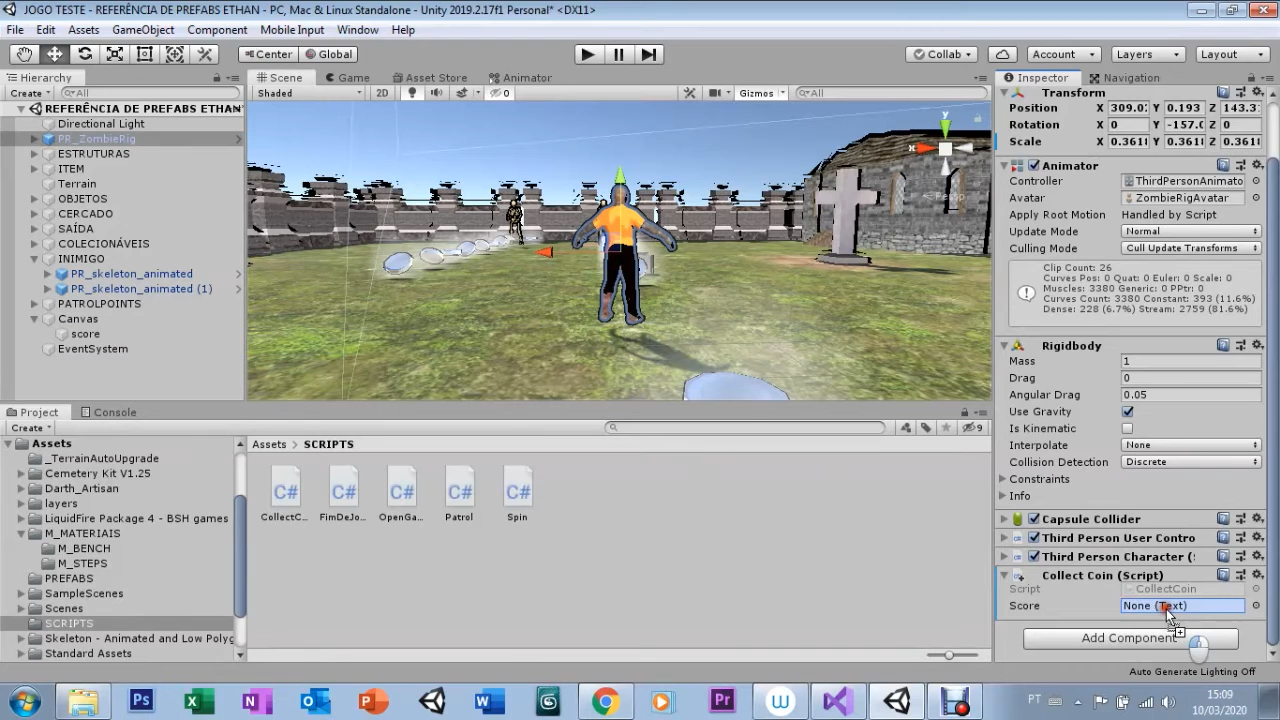 JOGO TESTE - REFERÊNCIA DE PREFABS ETHAN - PC, Mac & Linux Standalone - Unity 2019.2.17f1 Personal* <DX11>
File Edit Assets GameObject Component Mobile Input Window Help
Center Global Collab Account Layers Layout
Hierarchy Scene Game Asset Store Animator Inspector Navigation
Create All Shaded 2D 0 Gizmos All
REFERÊNCIA DE PREFABS ETHAN*
Directional Light
PR_ZombieRig
ESTRUTURAS
ITEM
Terrain
OBJETOS
CERCADO
SAÍDA
COLECIONÁVEIS
INIMIGO
PR_skeleton_animated
PR_skeleton_animated (1)
PATROLPOINTS
Canvas
score
EventSystem
y
x
Persp
Transform
Position X 309.0 Y 0.193 Z 143.3
Rotation X 0 Y -157.0 Z 0
Scale X 0.3618 Y 0.3618 Z 0.3618
Animator
Controller ThirdPersonAnimato
Avatar ZombieRigAvatar
Apply Root Motion Handled by Script
Update Mode Normal
Culling Mode Cull Update Transforms
Clip Count: 26
Curves Pos: 0 Quat: 0 Euler: 0 Scale: 0
Muscles: 3380 Generic: 0 PPtr: 0
Curves Count: 3380 Constant: 393 (11.6%)
Dense: 228 (6.7%) Stream: 2759 (81.6%)
Rigidbody
Mass 1
Drag 0
Angular Drag 0.05
Use Gravity
Is Kinematic
Interpolate None
Collision Detection Discrete
Constraints
Info
Capsule Collider
Third Person User Contro
Third Person Character (
Collect Coin (Script)
Script CollectCoin
Score None (Text)
Add Component
Auto Generate Lighting Off
Project Console
Create 9
Assets
_TerrainAutoUpgrade
Cemetery Kit V1.25
Darth_Artisan
layers
LiquidFire Package 4 - BSH games
M_MATERIAIS
M_BENCH
M_STEPS
PREFABS
SampleScenes
Scenes
SCRIPTS
Skeleton - Animated and Low Polyg
Standard Assets
Assets > SCRIPTS
C# C# C# C# C#
CollectC... FimDeJo... OpenGa... Patrol Spin
Ps Pr
PT 15:09
10/03/2020